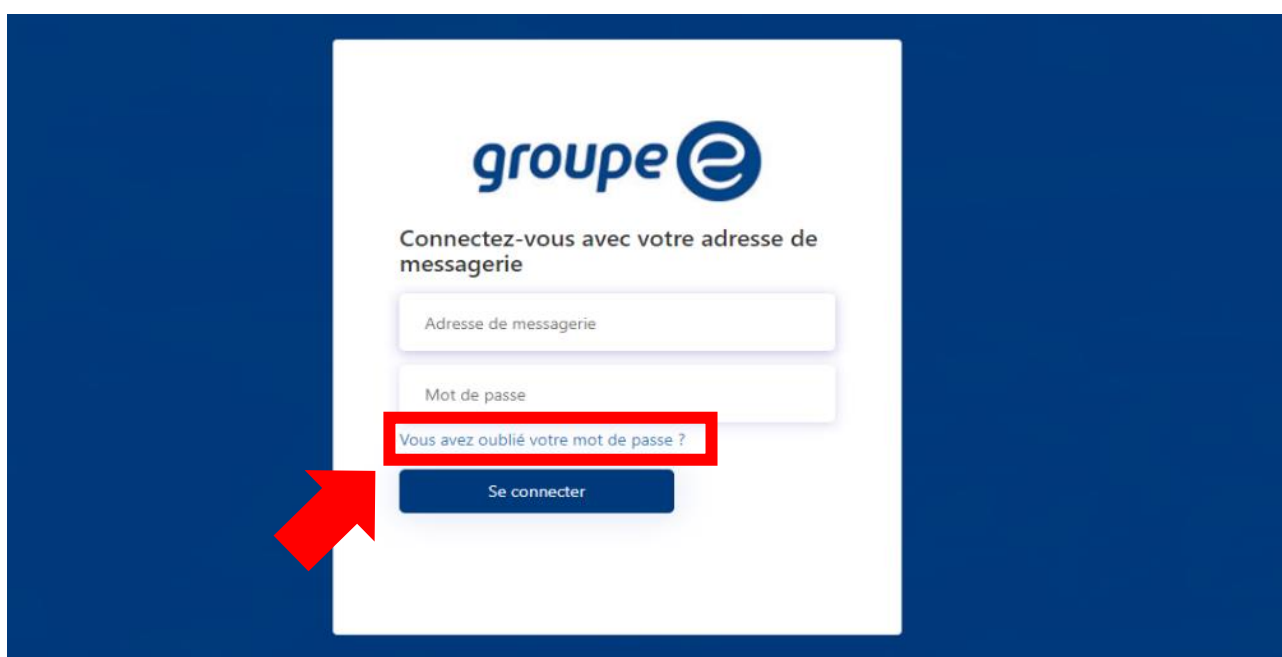 groupe e
Connectez-vous avec votre adresse de
messagerie
Adresse de messagerie
Mot de passe
Vous avez oublié votre mot de passe ?
Se connecter